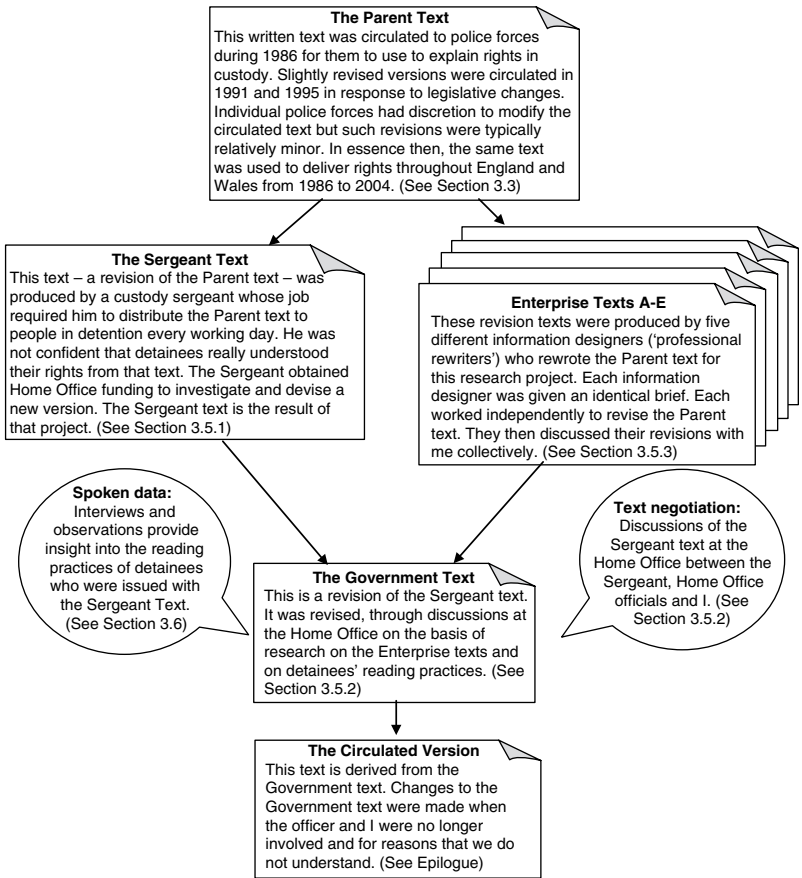 The Parent Text
This written text was circulated to police forces
during 1986 for them to use to explain rights in
custody. Slightly revised versions were circulated in
1991 and 1995 in response to legislative changes.
Individual police forces had discretion to modify the
circulated text but such revisions were typically
relatively minor. In essence then, the same text
was used to deliver rights throughout England and
Wales from 1986 to 2004. (See Section 3.3)
The Sergeant Text
This text – a revision of the Parent text – was
produced by a custody sergeant whose job
required him to distribute the Parent text to
people in detention every working day. He was
not confident that detainees really understood
their rights from that text. The Sergeant obtained
Home Office funding to investigate and devise a
new version. The Sergeant text is the result of
that project. (See Section 3.5.1)
Enterprise Texts A-E
These revision texts were produced by five
different information designers (‘professional
rewriters’) who rewrote the Parent text for
this research project. Each information
designer was given an identical brief. Each
worked independently to revise the Parent
text. They then discussed their revisions with
me collectively. (See Section 3.5.3)
Spoken data:
Interviews and
observations provide
insight into the reading
practices of detainees
who were issued with
the Sergeant Text.
(See Section 3.6)
Text negotiation:
Discussions of the
Sergeant text at the
Home Office between the
Sergeant, Home Office
officials and I. (See
Section 3.5.2)
The Government Text
This is a revision of the Sergeant text.
It was revised, through discussions at
the Home Office on the basis of
research on the Enterprise texts and
on detainees’ reading practices. (See
Section 3.5.2)
The Circulated Version
This text is derived from the
Government text. Changes to the
Government text were made when
the officer and I were no longer
involved and for reasons that we do
not understand. (See Epilogue)